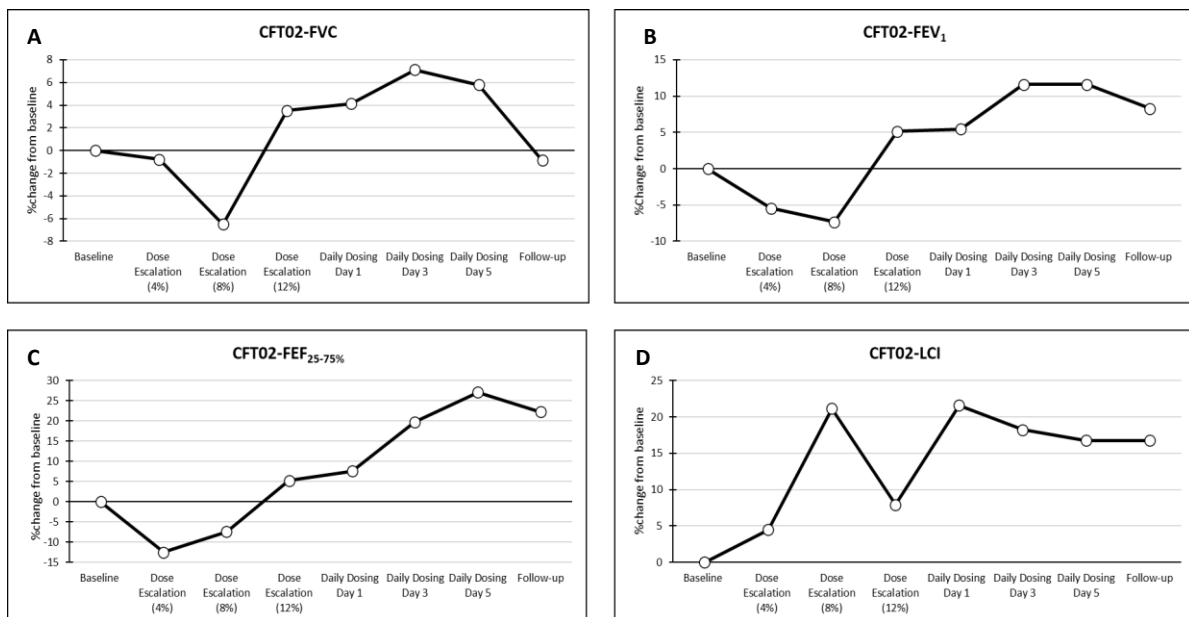 A
CFT02-FVC
%change from baseline
8
6
4
2
0
-2
-4
-6
-8
Baseline
Dose Escalation (4%)
Dose Escalation (8%)
Dose Escalation (12%)
Daily Dosing Day 1
Daily Dosing Day 3
Daily Dosing Day 5
Follow-up
B
CFT02-FEV₁
%Change from baseline
15
10
5
0
-5
-10
Baseline
Dose Escalation (4%)
Dose Escalation (8%)
Dose Escalation (12%)
Daily Dosing Day 1
Daily Dosing Day 3
Daily Dosing Day 5
Follow-up
C
CFT02-FEF₂₅₋₇₅%
%change from baseline
30
25
20
15
10
5
0
-5
-10
-15
Baseline
Dose Escalation (4%)
Dose Escalation (8%)
Dose Escalation (12%)
Daily Dosing Day 1
Daily Dosing Day 3
Daily Dosing Day 5
Follow-up
D
CFT02-LCI
%change from baseline
25
20
15
10
5
0
Baseline
Dose Escalation (4%)
Dose Escalation (8%)
Dose Escalation (12%)
Daily Dosing Day 1
Daily Dosing Day 3
Daily Dosing Day 5
Follow-up